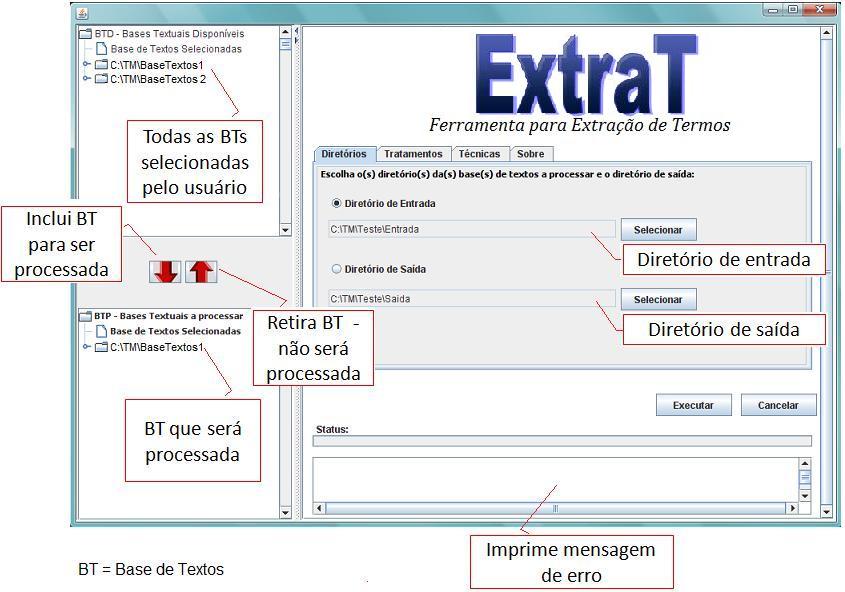 BTD - Bases Textuais Disponíveis
Base de Textos Selecionadas
C:\TM\BaseTextos1
C:\TM\BaseTextos 2
Todas as BTs
selecionadas
pelo usuário
Inclui BT
para ser
processada
Retira BT -
não será
processada
BTP - Bases Textuais a processar
Base de Textos Selecionadas
C:\TM\BaseTextos1
BT que será
processada
ExtraT
Ferramenta para Extração de Termos
Diretórios Tratamentos Técnicas Sobre
Escolha o(s) diretório(s) da(s) base(s) de textos a processar e o diretório de saída:
Diretório de Entrada
C:\TM\Teste\Entrada Selecionar
Diretório de entrada
Diretório de Saída
C:\TM\Teste\Saida Selecionar
Diretório de saída
Executar Cancelar
Status:
Imprime mensagem
de erro
BT = Base de Textos